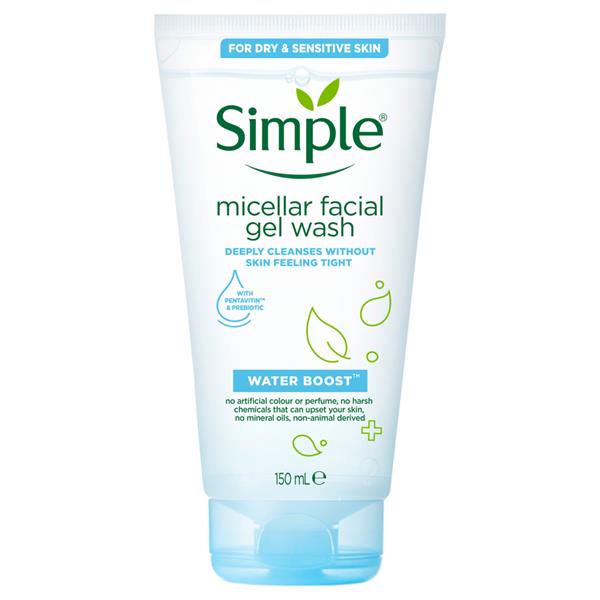 FOR DRY & SENSITIVE SKIN
Simple®
micellar facial
gel wash
DEEPLY CLEANSES WITHOUT
SKIN FEELING TIGHT
WITH
PENTAVITIN™
& PREBIOTIC
WATER BOOST™
no artificial colour or perfume, no harsh
chemicals that can upset your skin,
no mineral oils, non-animal derived
150 mL ℮